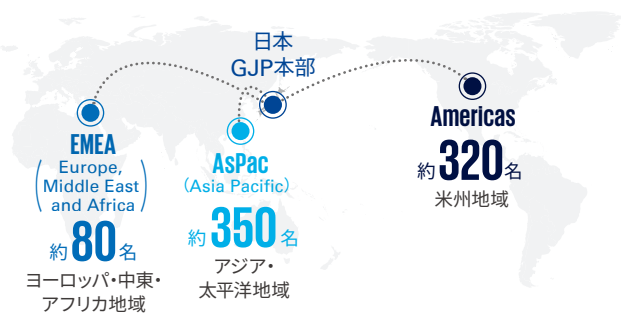 日本
GJP本部
EMEA
(Europe,
Middle East
and Africa)
約80名
ヨーロッパ・中東・
アフリカ地域
AsPac
(Asia Pacific)
約350名
アジア・
太平洋地域
Americas
約320名
米州地域